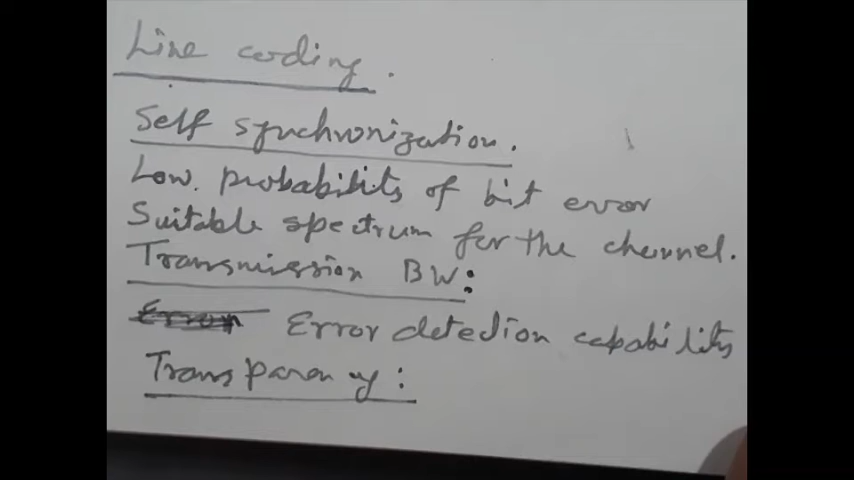 Line coding.
Self synchronization.
Low probability of bit error
Suitable spectrum for the channel.
Transmission BW:
Error Error detection capability
Transparency: